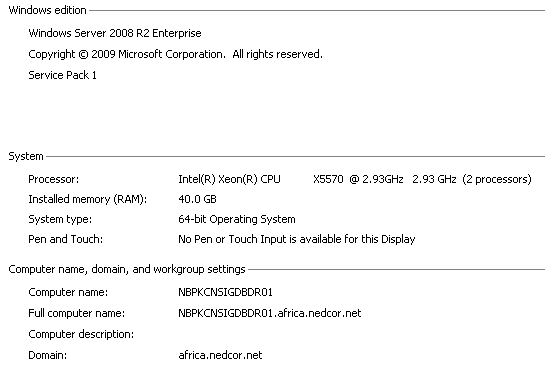 Windows edition
Windows Server 2008 R2 Enterprise
Copyright © 2009 Microsoft Corporation. All rights reserved.
Service Pack 1
System
Processor: Intel(R) Xeon(R) CPU X5570 @ 2.93GHz 2.93 GHz (2 processors)
Installed memory (RAM): 40.0 GB
System type: 64-bit Operating System
Pen and Touch: No Pen or Touch Input is available for this Display
Computer name, domain, and workgroup settings
Computer name: NBPKCNSIGDBDR01
Full computer name: NBPKCNSIGDBDR01.africa.nedcor.net
Computer description:
Domain: africa.nedcor.net